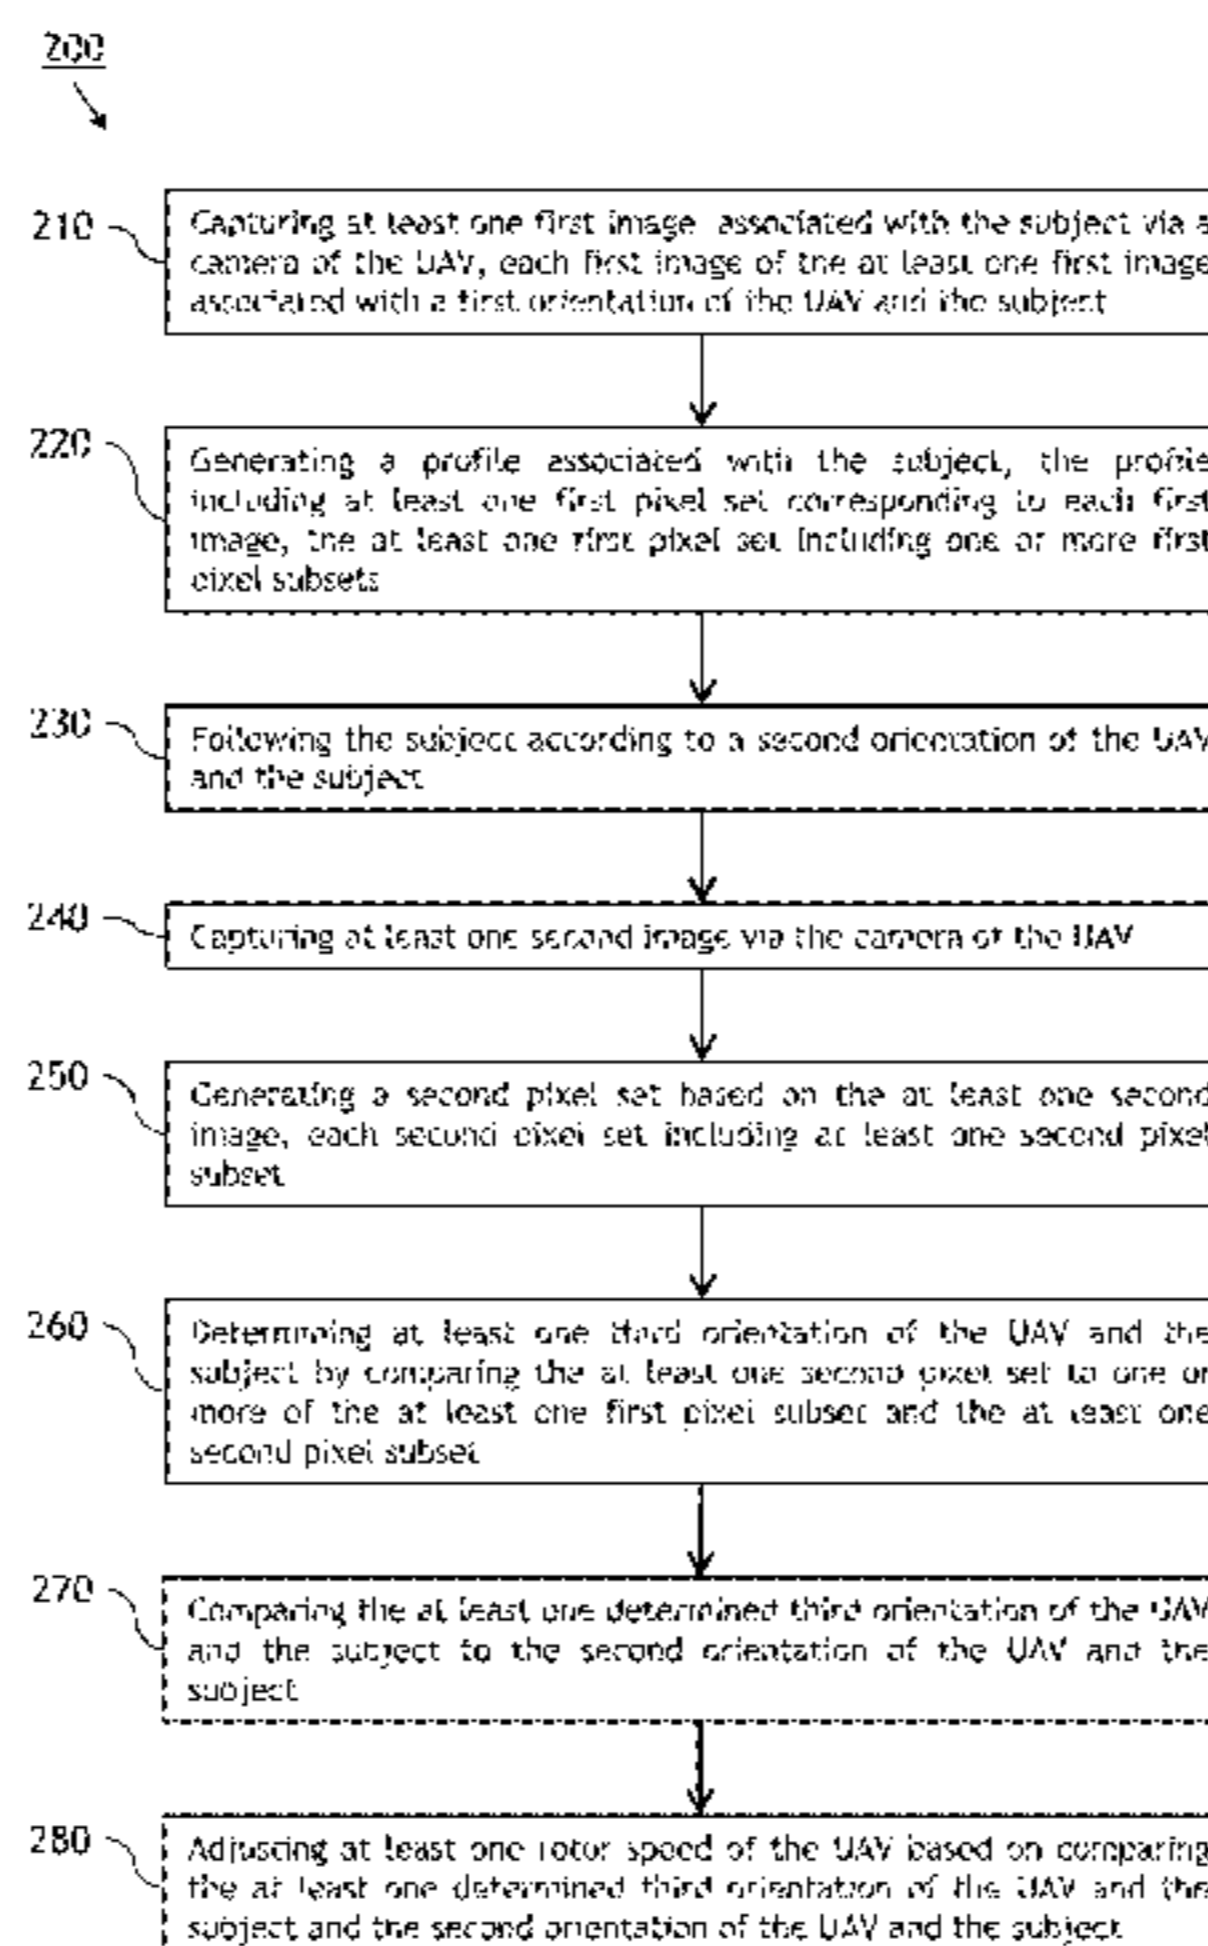 200
210
Capturing at least one first image associated with the subject via a
camera of the UAV, each first image of the at least one first image
associated with a first orientation of the UAV and the subject
220
Generating a profile associated with the subject, the profile
including at least one first pixel set corresponding to each first
image, the at least one first pixel set including one or more first
pixel subsets
230
Following the subject according to a second orientation of the UAV
and the subject
240
Capturing at least one second image via the camera of the UAV
250
Generating a second pixel set based on the at least one second
image, each second pixel set including at least one second pixel
subset
260
Determining at least one third orientation of the UAV and the
subject by comparing the at least one second pixel set to one or
more of the at least one first pixel subset and the at least one
second pixel subset
270
Comparing the at least one determined third orientation of the UAV
and the subject to the second orientation of the UAV and the
subject
280
Adjusting at least one rotor speed of the UAV based on comparing
the at least one determined third orientation of the UAV and the
subject and the second orientation of the UAV and the subject